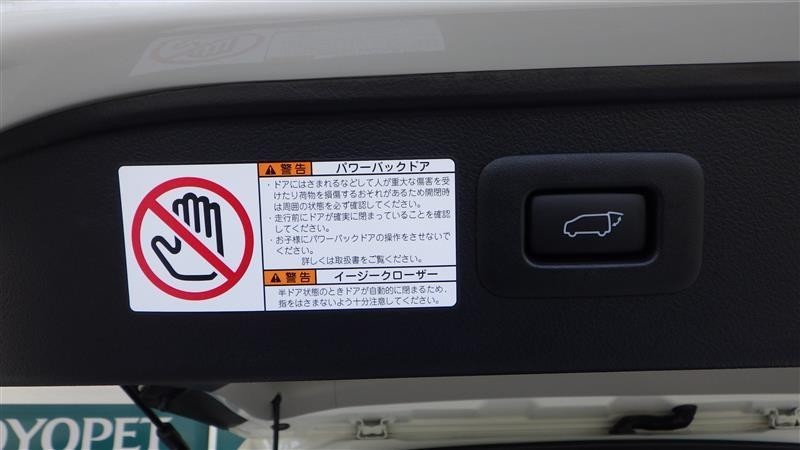 警告 パワーバックドア
・ドアにはさまれるなどして人が重大な傷害を受
けたり荷物を損傷するおそれがあるため開閉時
は周囲の状態を必ず確認してください。
・走行前にドアが確実に閉まっていることを確認
してください。
・お子様にパワーバックドアの操作をさせないで
ください。
詳しくは取扱書をご覧ください。
警告 イージークローザー
半ドア状態のときドアが自動的に閉まるため、
指をはさまないよう十分注意してください。
OYOPET